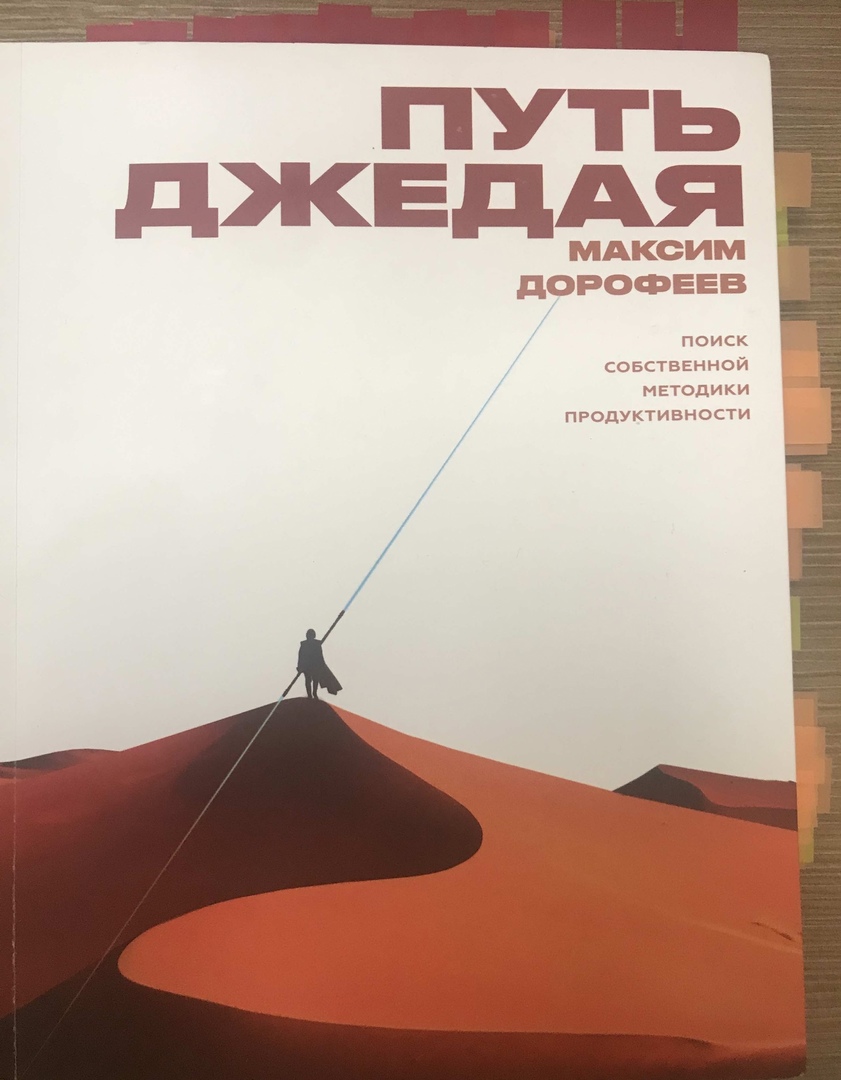 ПУТЬ
ДЖЕДАЯ
МАКСИМ
ДОРОФЕЕВ
ПОИСК
СОБСТВЕННОЙ
МЕТОДИКИ
ПРОДУКТИВНОСТИ